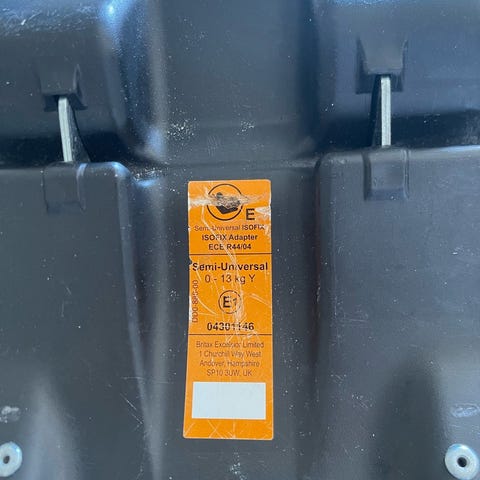 E
Semi-Universal ISOFIX
ISOFIX Adapter
ECE R44/04
Semi-Universal
0 - 13 kg Y
E1
04301146
Britax Excelsior Limited
1 Churchill Way West
Andover, Hampshire
SP10 3UW, UK